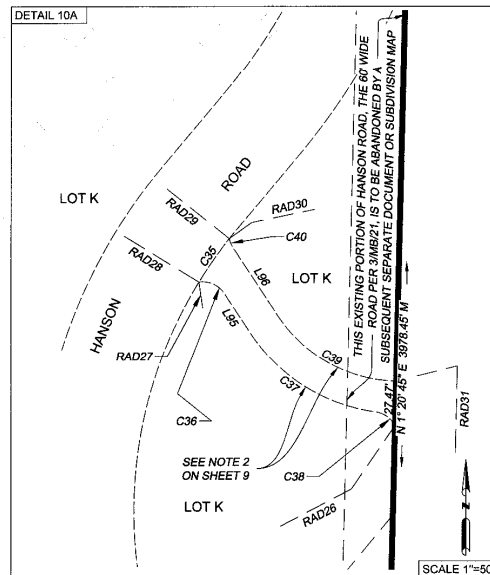 DETAIL 10A
LOT K
ROAD
RAD29
RAD30
C40
C35
RAD28
HANSON
RAD27
L95
L96
LOT K
C36
C37
C39
SEE NOTE 2
ON SHEET 9
C38
LOT K
RAD26
THIS EXISTING PORTION OF HANSON ROAD, THE 60' WIDE
ROAD PER 3/MB/21, IS TO BE ABANDONED BY A
SUBSEQUENT SEPARATE DOCUMENT OR SUBDIVISION MAP
27.47'
N 1° 20' 45" E 3978.45' M
RAD31
Z
SCALE 1"=50'